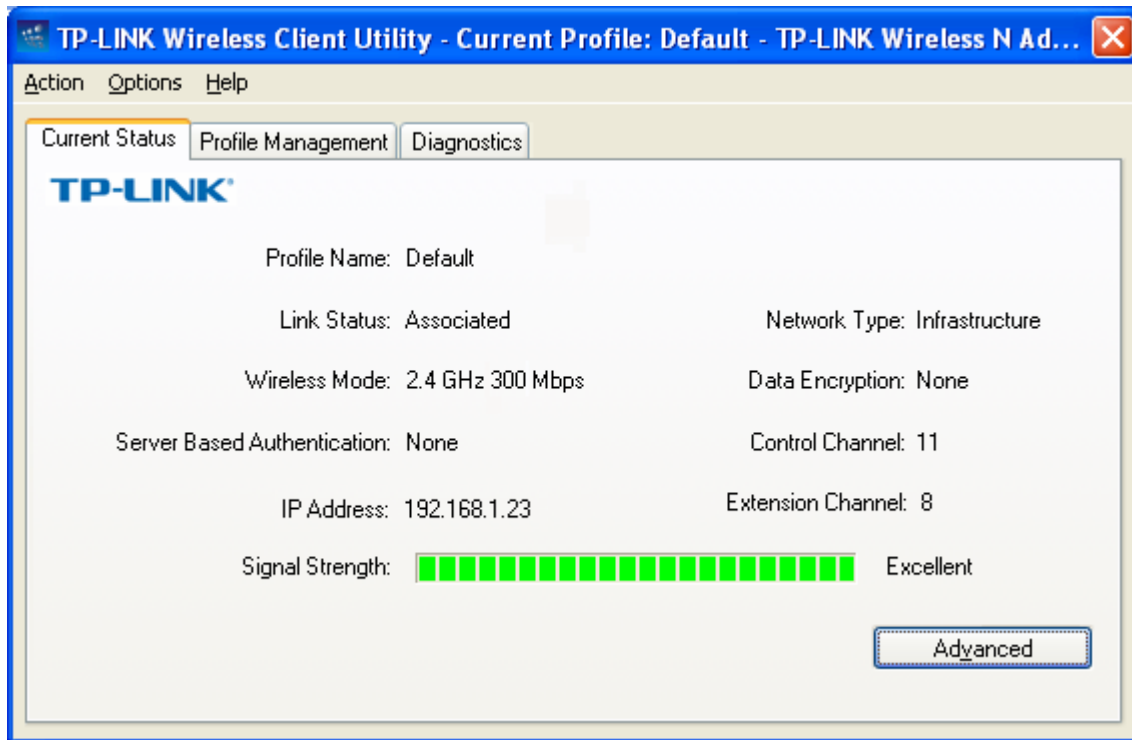 TP-LINK Wireless Client Utility - Current Profile: Default - TP-LINK Wireless N Ad...
Action Options Help
Current Status Profile Management Diagnostics
TP-LINK®
Profile Name: Default
Link Status: Associated Network Type: Infrastructure
Wireless Mode: 2.4 GHz 300 Mbps Data Encryption: None
Server Based Authentication: None Control Channel: 11
IP Address: 192.168.1.23 Extension Channel: 8
Signal Strength: Excellent
Advanced